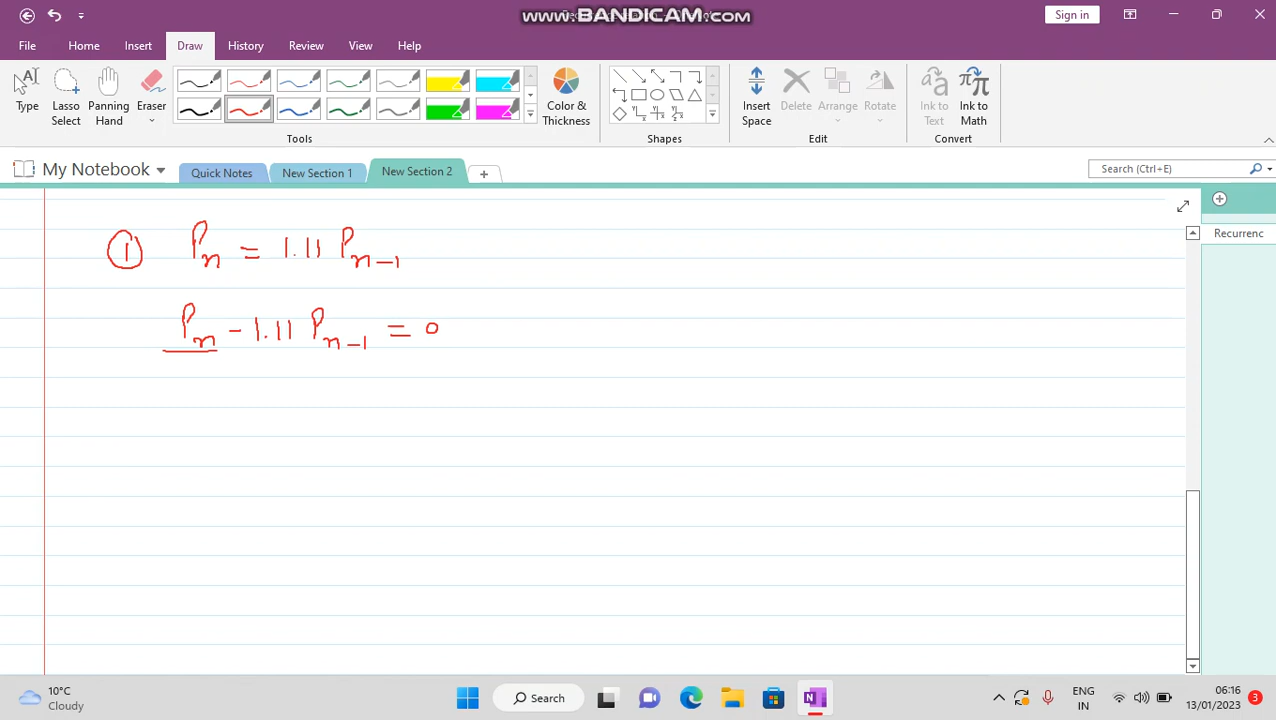 www.BANDICAM.com
Sign in
File Home Insert Draw History Review View Help
Type Lasso Select Panning Hand Eraser Color & Thickness Insert Space Delete Arrange Rotate Ink to Text Ink to Math
Tools Shapes Edit Convert
My Notebook Quick Notes New Section 1 New Section 2 Search (Ctrl+E)
Recurrenc
① Pn = 1.11 Pn-1
Pn - 1.11 Pn-1 = 0
10°C
Cloudy
Search
ENG
IN
06:16
13/01/2023
3